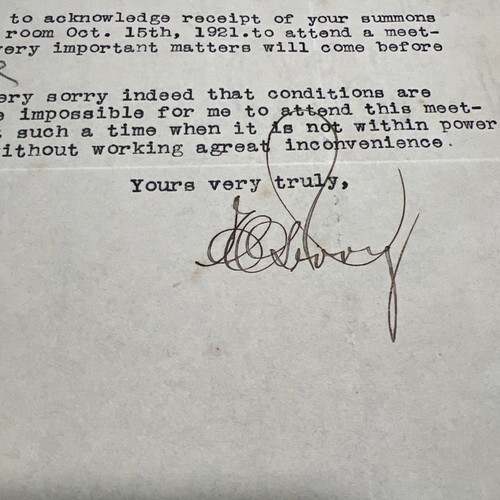 to acknowledge receipt of your summons
room Oct. 15th, 1921.to attend a meet-
very important matters will come before
ery sorry indeed that conditions are
impossible for me to attend this meet-
such a time when it is not within power
ithout working agreat inconvenience.
Yours very truly,